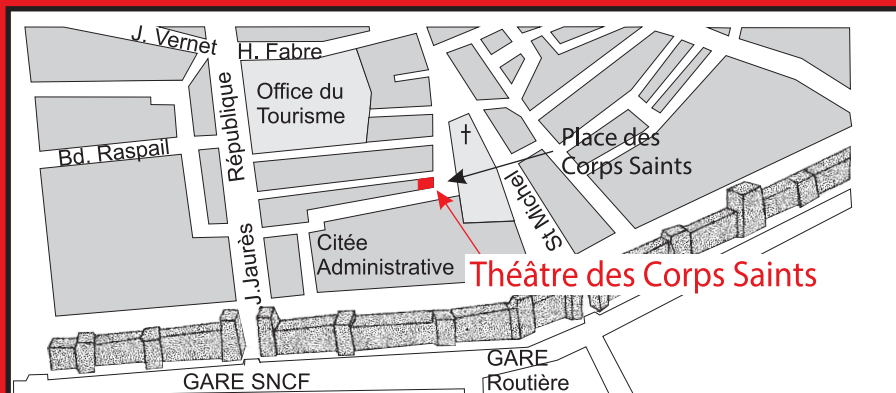 J. Vernet
H. Fabre
République
Office du
Tourisme
Bd. Raspail
†
Place des
Corps Saints
St Michel
J.Jaurès
Citée
Administrative
Théâtre des Corps Saints
GARE SNCF
GARE
Routière